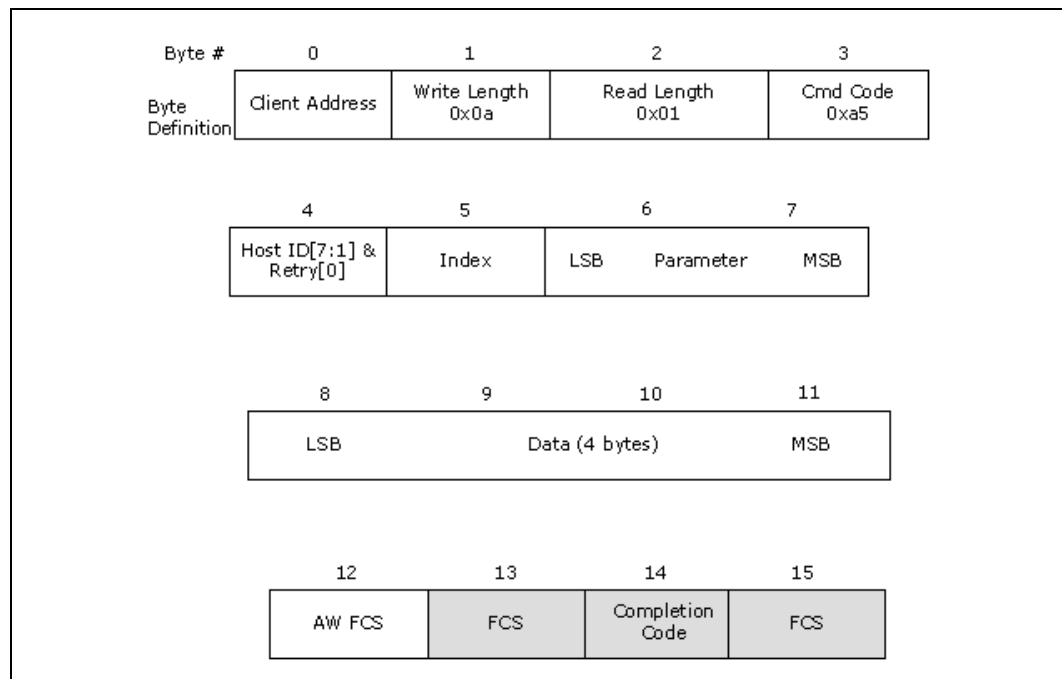 Byte # 0 1 2 3
Byte Definition
Client Address
Write Length
0x0a
Read Length
0x01
Cmd Code
0xa5
4 5 6 7
Host ID[7:1] &
Retry[0]
Index
LSB Parameter MSB
8 9 10 11
LSB Data (4 bytes) MSB
12 13 14 15
AW FCS
FCS
Completion
Code
FCS